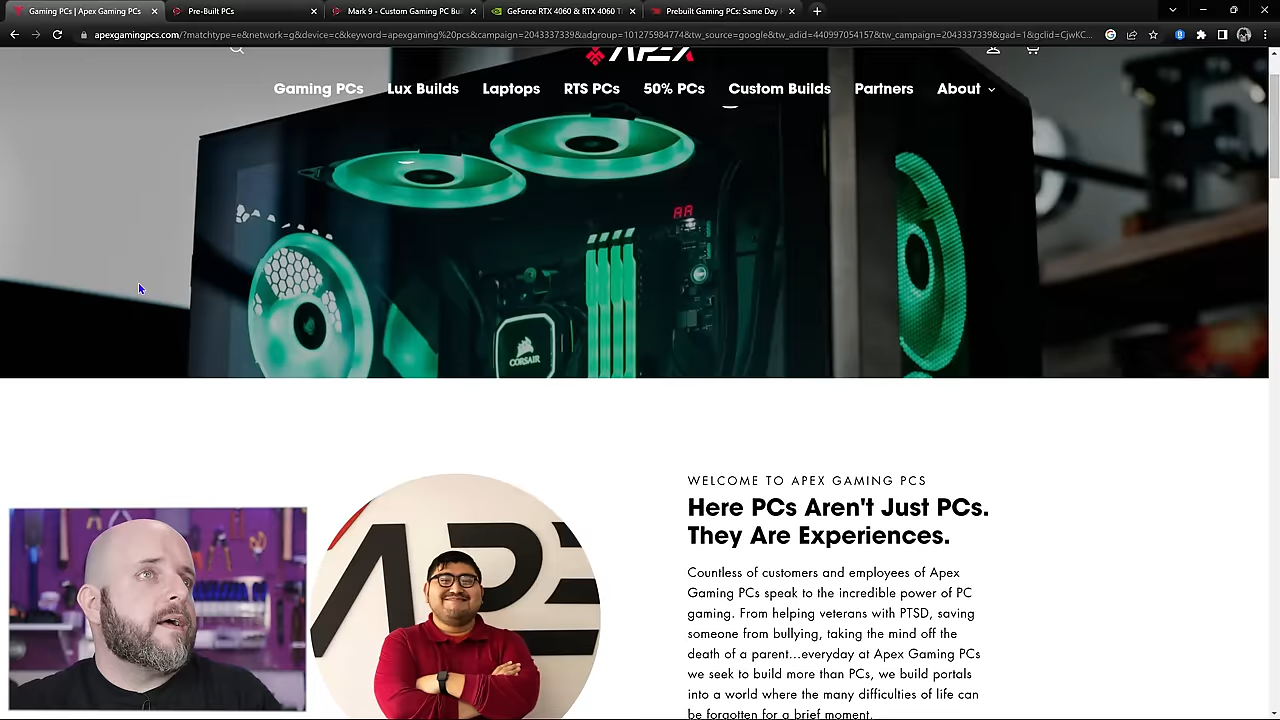 Gaming PCs | Apex Gaming PCs
Pre-Built PCs
Mark 9 - Custom Gaming PC Bui
GeForce RTX 4060 & RTX 4060 T
Prebuilt Gaming PCs: Same Day
apexgamingpcs.com/?matchtype=e&network=g&device=c&keyword=apexgaming%20pcs&campaign=2043337339&adgroup=101275984774&tw_source=google&tw_adid=440997054157&tw_campaign=2043337339&gad=1&gclid=CjwKC...
APEX
Gaming PCs
Lux Builds
Laptops
RTS PCs
50% PCs
Custom Builds
Partners
About
AA
CORSAIR
APE
WELCOME TO APEX GAMING PCS
Here PCs Aren't Just PCs.
They Are Experiences.
Countless of customers and employees of Apex
Gaming PCs speak to the incredible power of PC
gaming. From helping veterans with PTSD, saving
someone from bullying, taking the mind off the
death of a parent...everyday at Apex Gaming PCs
we seek to build more than PCs, we build portals
into a world where the many difficulties of life can
be forgotten for a brief moment.